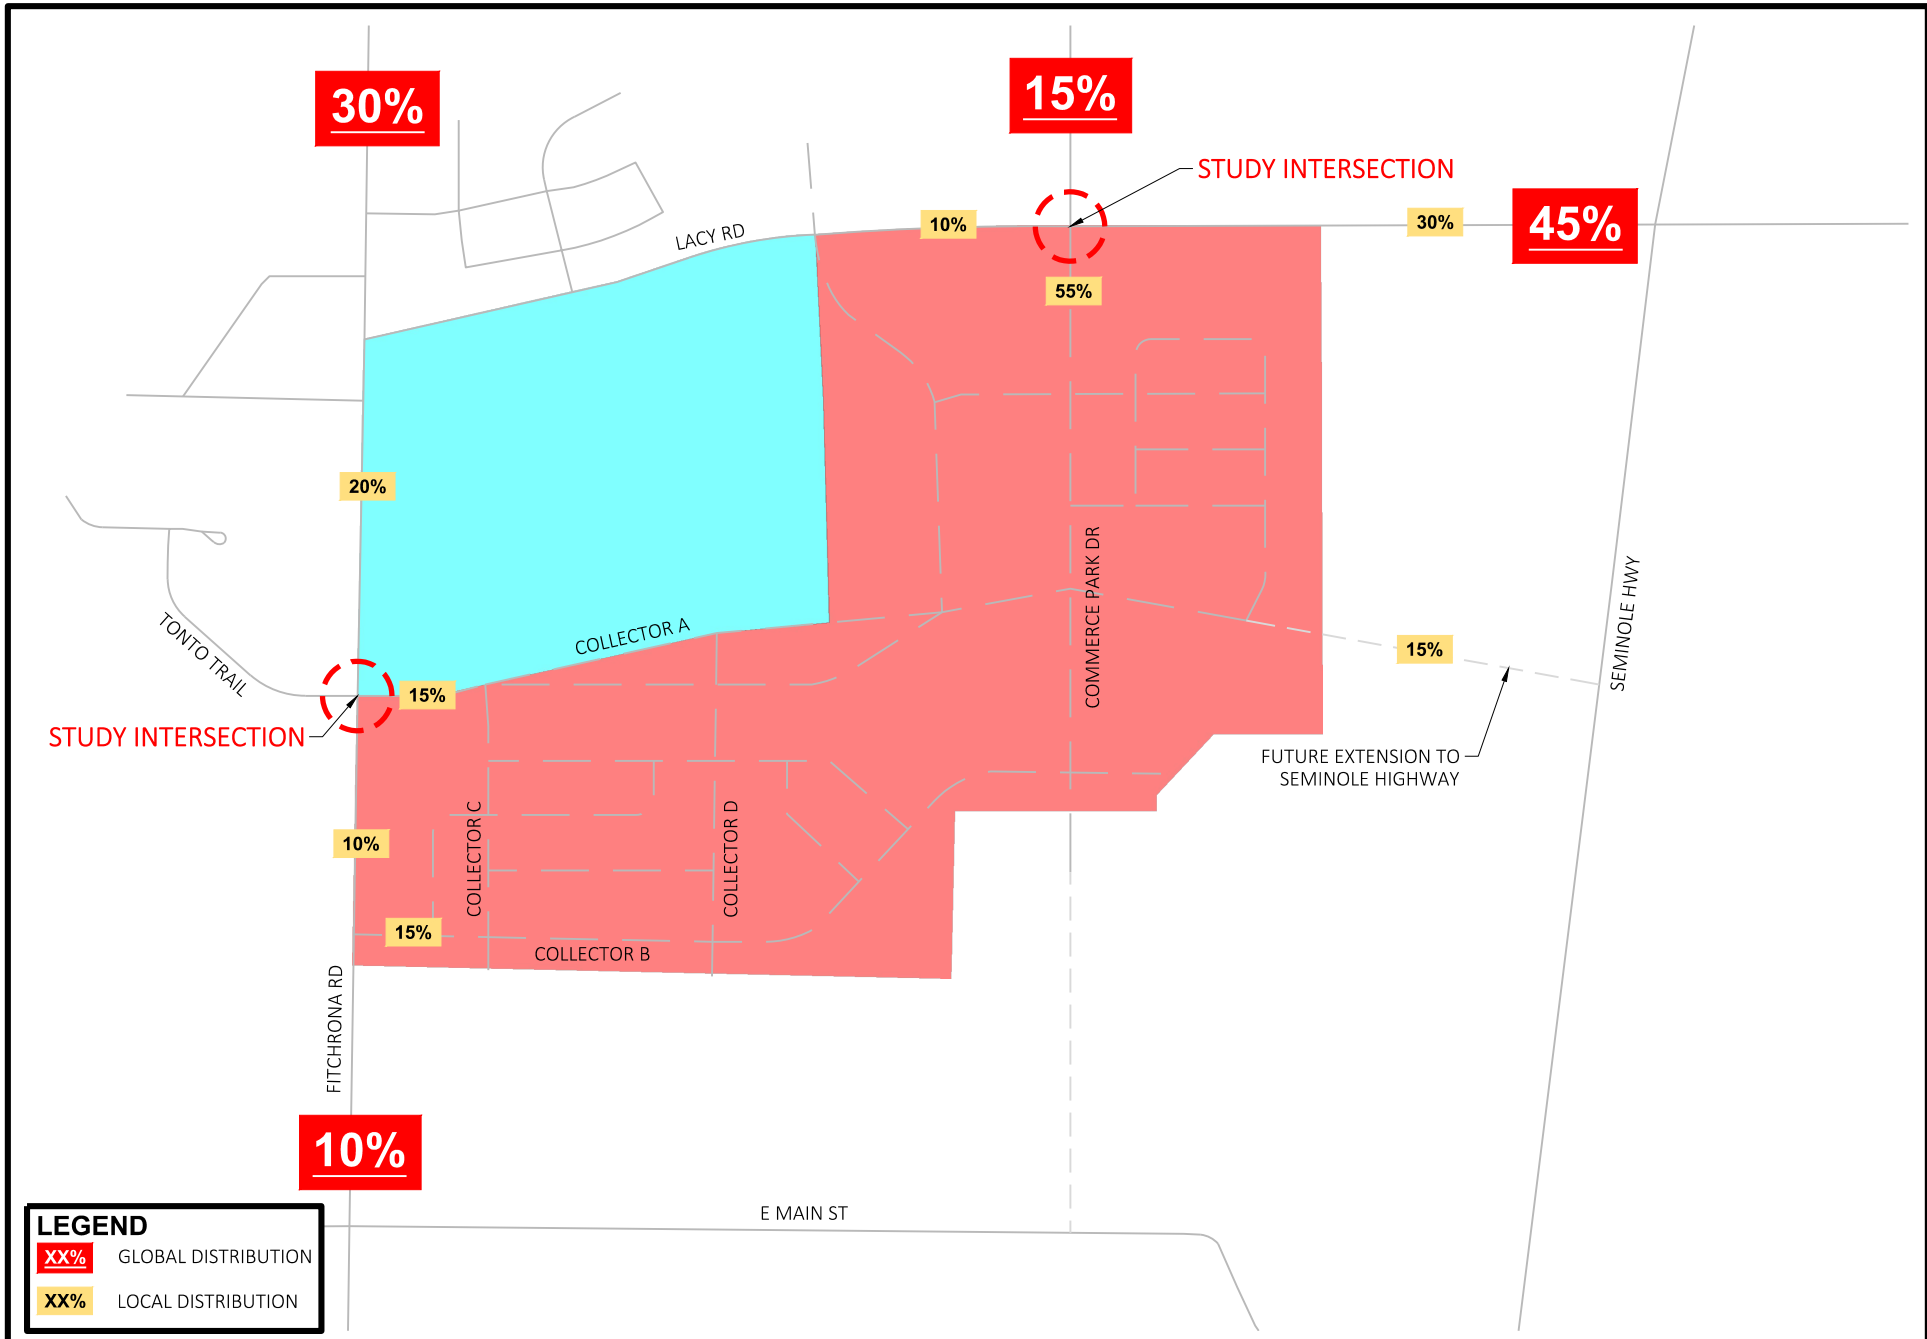 30%
15%
STUDY INTERSECTION
45%
10%
30%
LACY RD
55%
20%
COMMERCE PARK DR
SEMINOLE HWY
TONTO TRAIL
COLLECTOR A
15%
15%
STUDY INTERSECTION
FUTURE EXTENSION TO
SEMINOLE HIGHWAY
10%
COLLECTOR C
COLLECTOR D
15%
COLLECTOR B
FITCHRONA RD
10%
E MAIN ST
LEGEND
XX% GLOBAL DISTRIBUTION
XX% LOCAL DISTRIBUTION